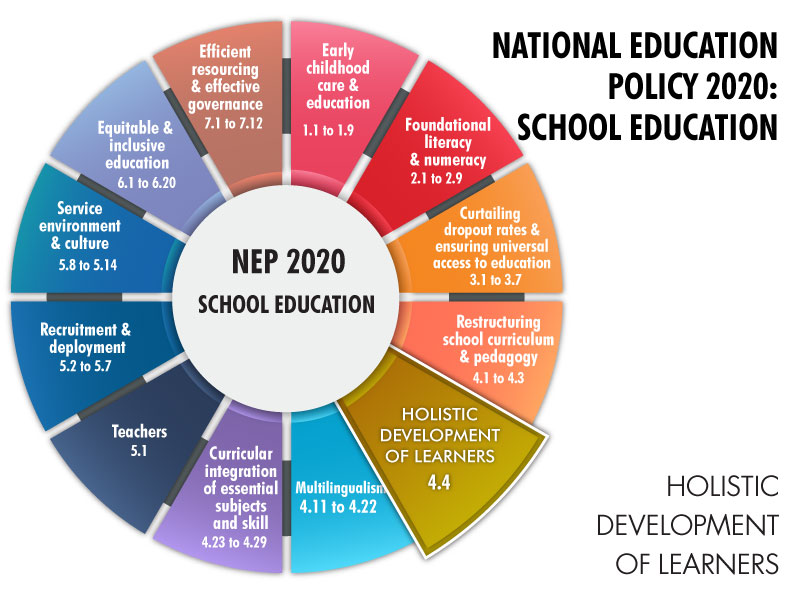 NATIONAL EDUCATION
POLICY 2020:
SCHOOL EDUCATION
Early
childhood
care &
education
1.1 to 1.9
Foundational
literacy
& numeracy
2.1 to 2.9
Curtailing
dropout rates &
ensuring universal
access to education
3.1 to 3.7
Restructuring
school curriculum
& pedagogy
4.1 to 4.3
HOLISTIC
DEVELOPMENT
OF LEARNERS
4.4
Multilingualism
4.11 to 4.22
Curricular
integration
of essential
subjects
and skill
4.23 to 4.29
Teachers
5.1
Recruitment &
deployment
5.2 to 5.7
Service
environment
& culture
5.8 to 5.14
Equitable &
inclusive
education
6.1 to 6.20
Efficient
resourcing
& effective
governance
7.1 to 7.12
NEP 2020
SCHOOL EDUCATION
HOLISTIC
DEVELOPMENT
OF LEARNERS